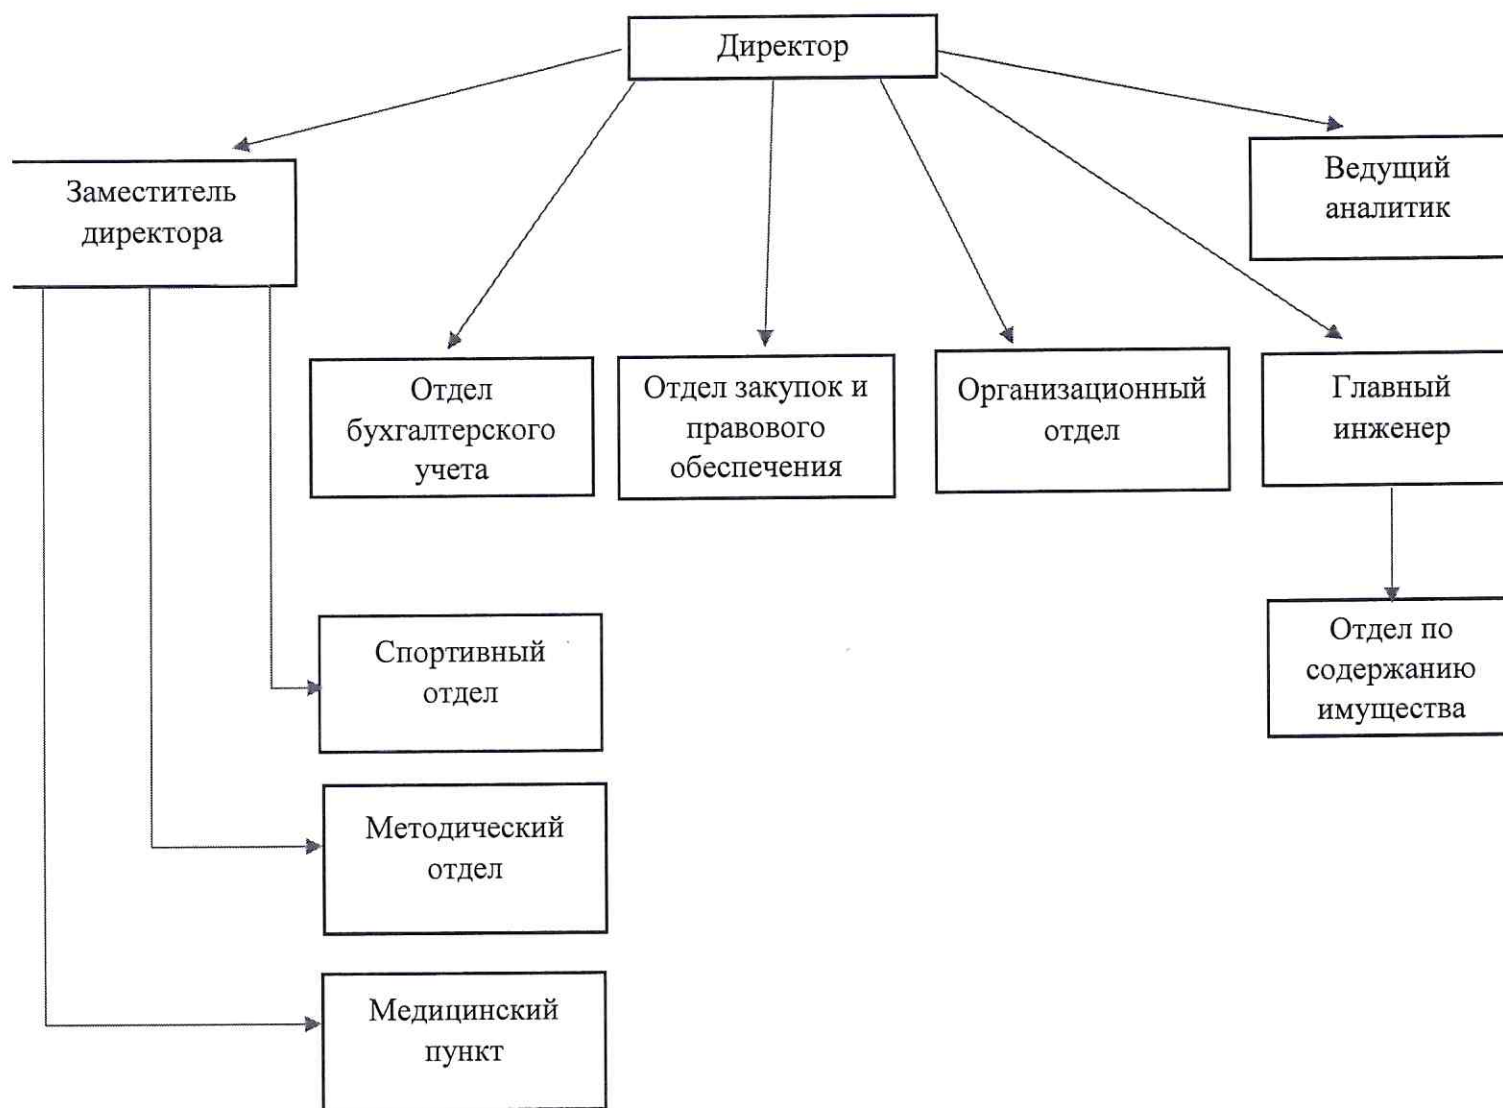 Директор
Заместитель
директора
Ведущий
аналитик
Отдел
бухгалтерского
учета
Отдел закупок и
правового
обеспечения
Организационный
отдел
Главный
инженер
Спортивный
отдел
Отдел по
содержанию
имущества
Методический
отдел
Медицинский
пункт